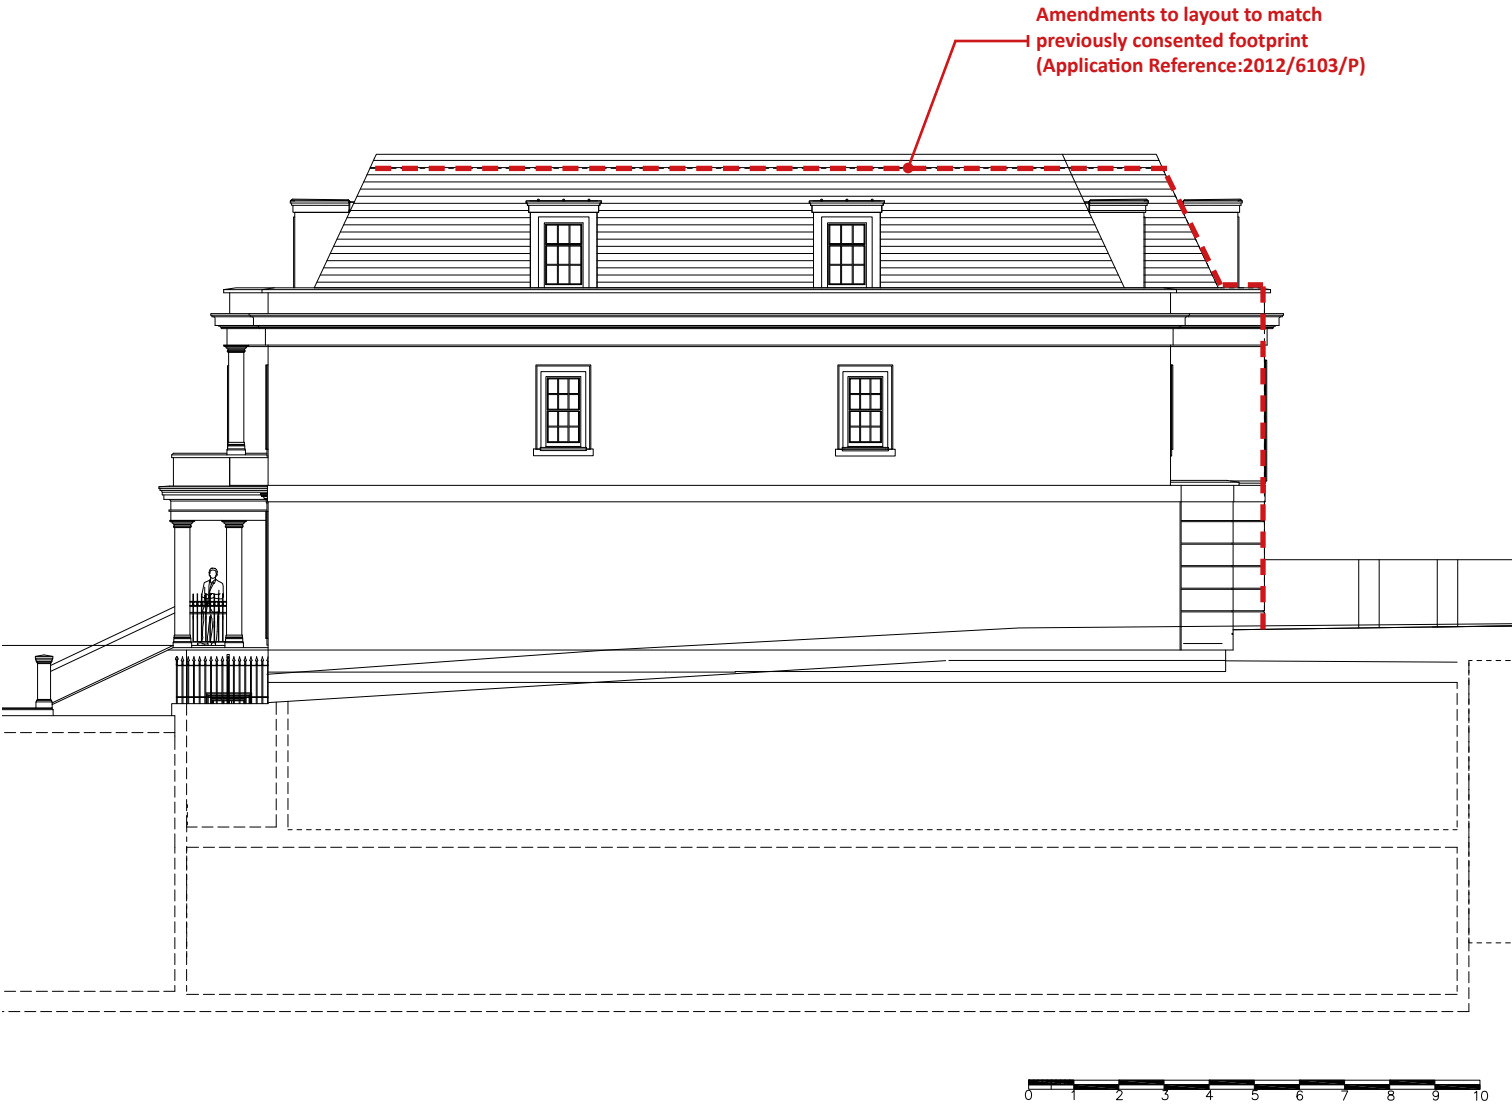 Amendments to layout to match
previously consented footprint
(Application Reference:2012/6103/P)
0 1 2 3 4 5 6 7 8 9 10